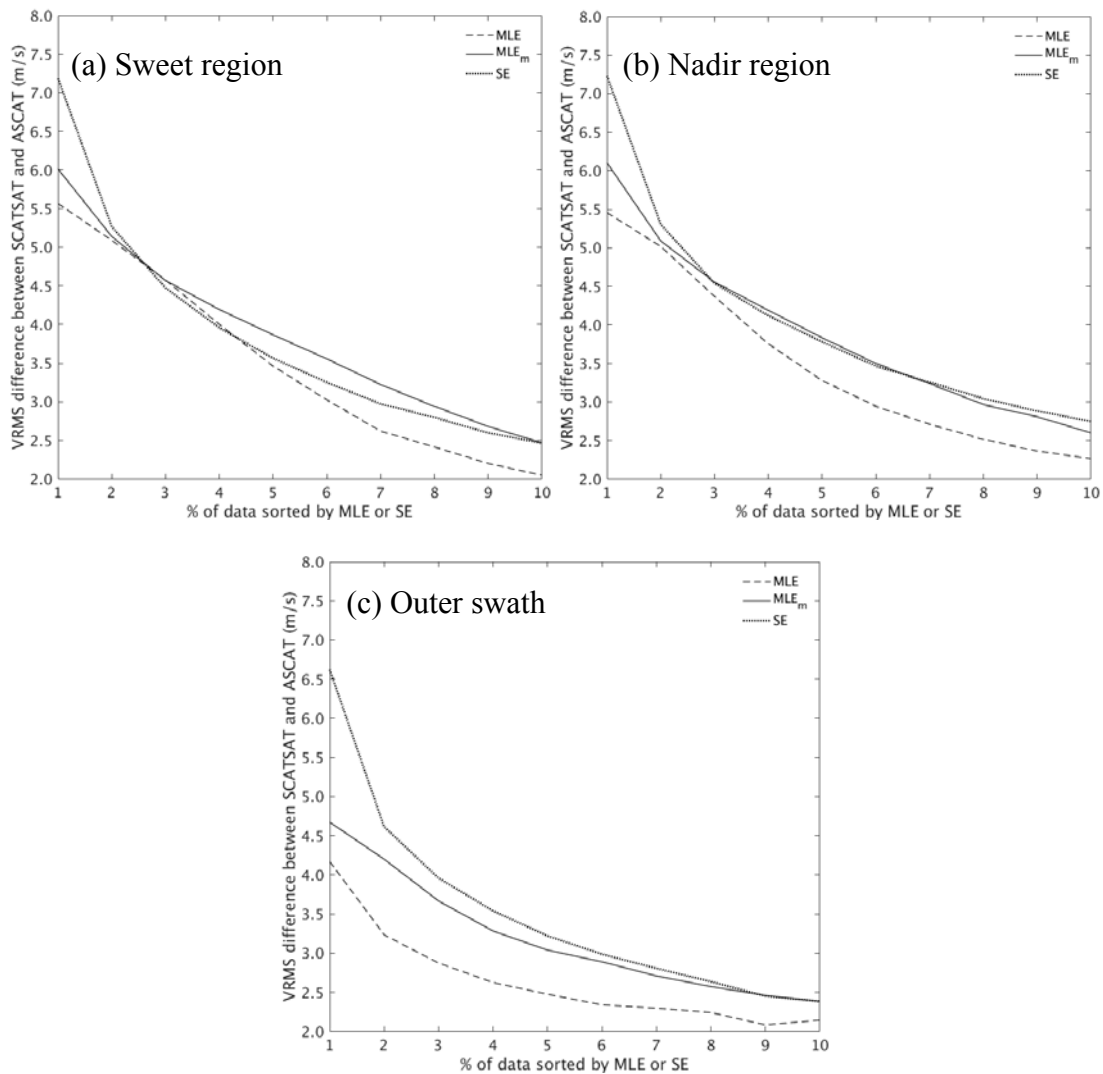 (a) Sweet region
MLE
MLEm
SE
8.0
7.5
7.0
6.5
6.0
5.5
5.0
4.5
4.0
3.5
3.0
2.5
2.0
VRMS difference between SCATSAT and ASCAT (m/s)
1 2 3 4 5 6 7 8 9 10
% of data sorted by MLE or SE
(b) Nadir region
MLE
MLEm
SE
8.0
7.5
7.0
6.5
6.0
5.5
5.0
4.5
4.0
3.5
3.0
2.5
2.0
VRMS difference between SCATSAT and ASCAT (m/s)
1 2 3 4 5 6 7 8 9 10
% of data sorted by MLE or SE
(c) Outer swath
MLE
MLEm
SE
8.0
7.5
7.0
6.5
6.0
5.5
5.0
4.5
4.0
3.5
3.0
2.5
2.0
VRMS difference between SCATSAT and ASCAT (m/s)
1 2 3 4 5 6 7 8 9 10
% of data sorted by MLE or SE